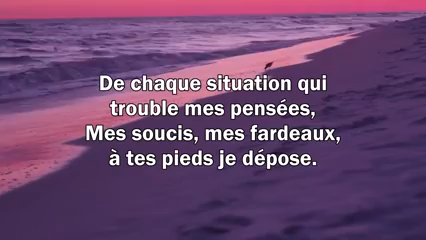 De chaque situation qui
trouble mes pensées,
Mes soucis, mes fardeaux,
à tes pieds je dépose.